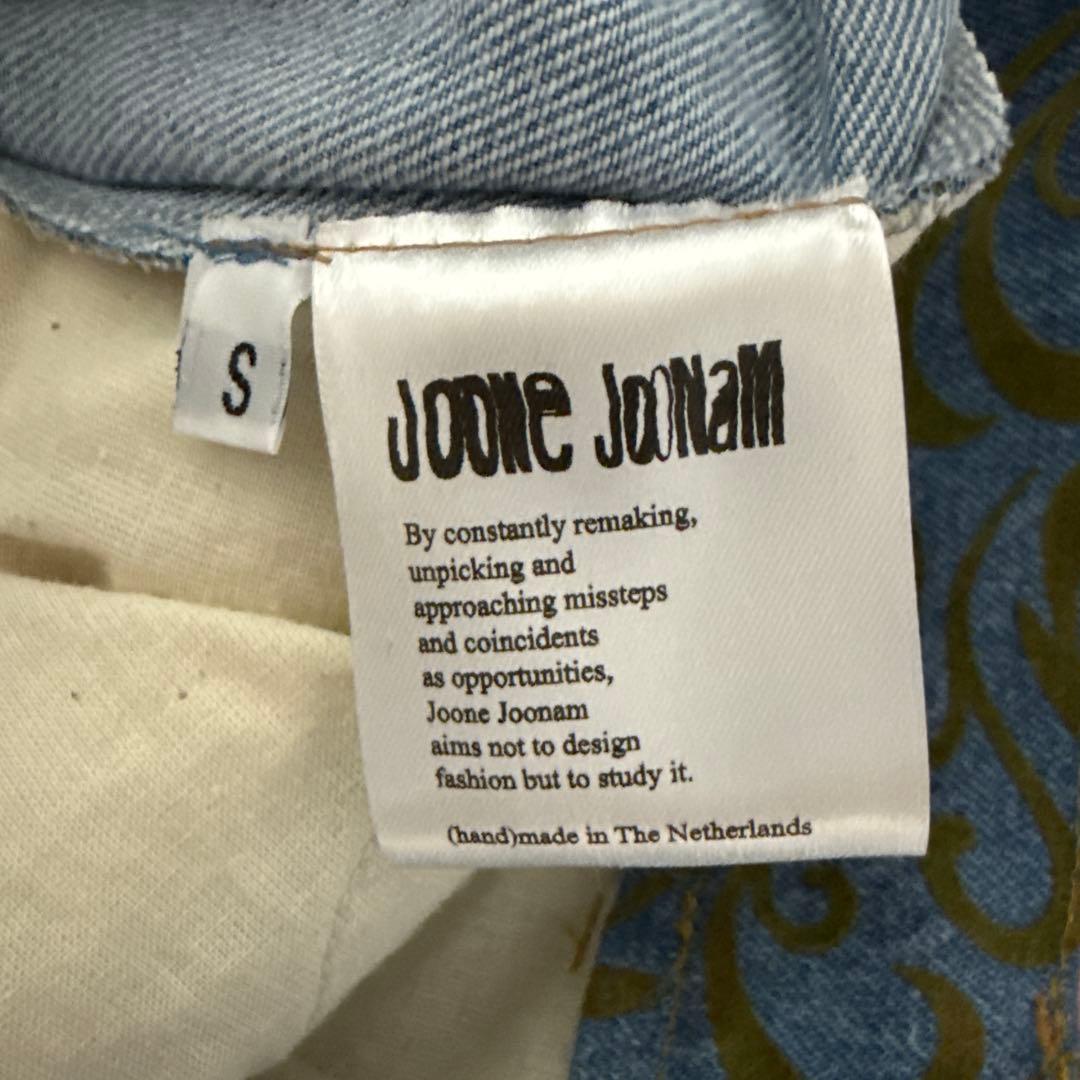 S
Joone Joonam
By constantly remaking,
unpicking and
approaching missteps
and coincidents
as opportunities,
Joone Joonam
aims not to design
fashion but to study it.
(hand)made in The Netherlands